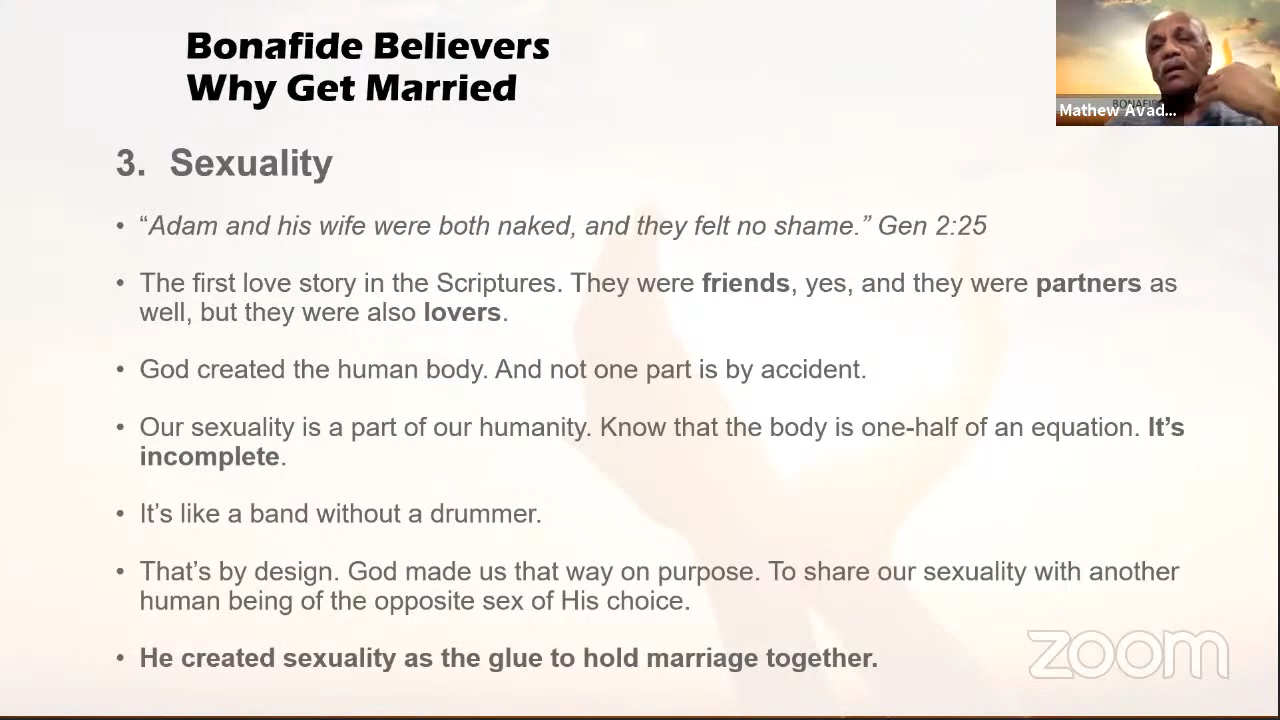 Bonafide Believers
Why Get Married
Mathew Avad...
3. Sexuality
• “Adam and his wife were both naked, and they felt no shame.” Gen 2:25
• The first love story in the Scriptures. They were friends, yes, and they were partners as
well, but they were also lovers.
• God created the human body. And not one part is by accident.
• Our sexuality is a part of our humanity. Know that the body is one-half of an equation. It’s
incomplete.
• It’s like a band without a drummer.
• That’s by design. God made us that way on purpose. To share our sexuality with another
human being of the opposite sex of His choice.
• He created sexuality as the glue to hold marriage together.
zoom